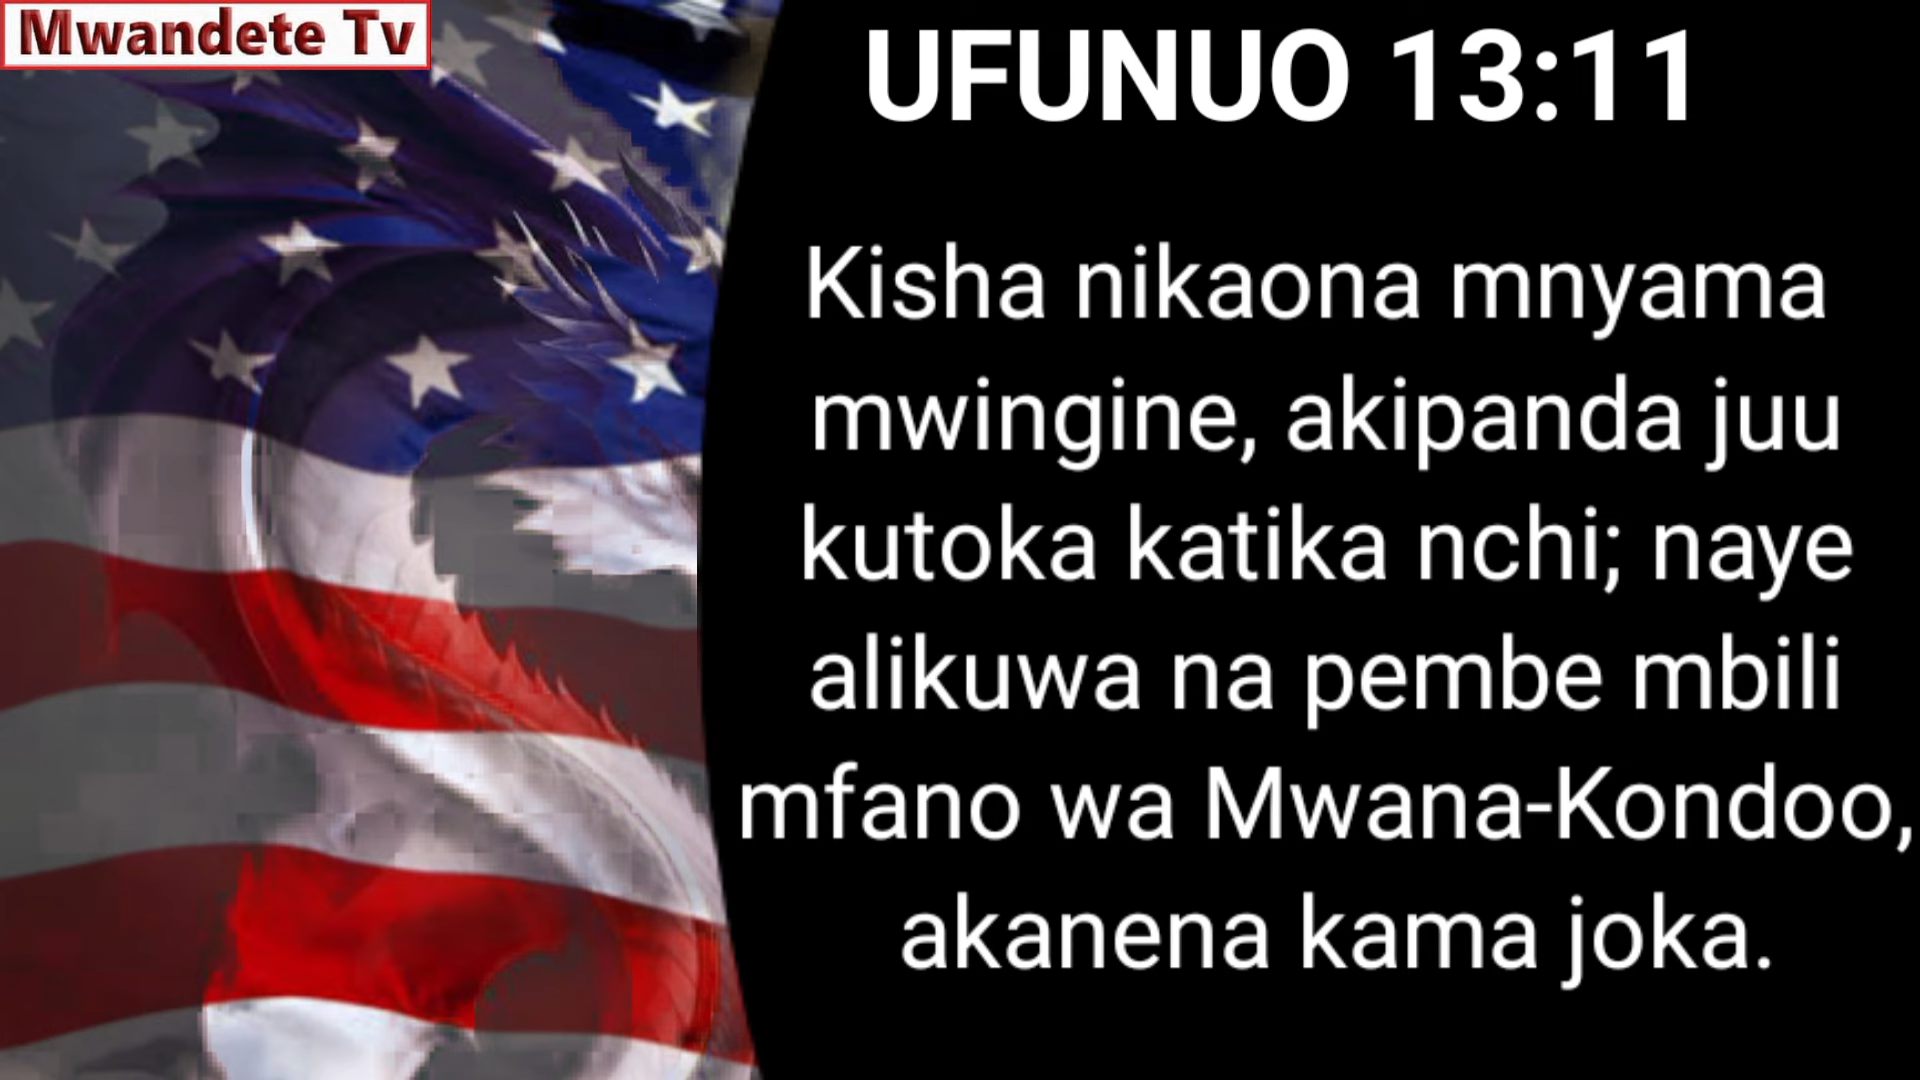 Mwandete Tv
UFUNUO 13:11
Kisha nikaona mnyama
mwingine, akipanda juu
kutoka katika nchi; naye
alikuwa na pembe mbili
mfano wa Mwana-Kondoo,
akanena kama joka.